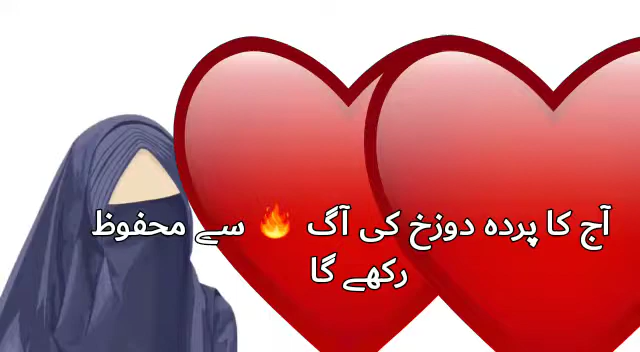 آج کا پردہ دوزخ کی آگ 🔥 سے محفوظ
رکھے گا